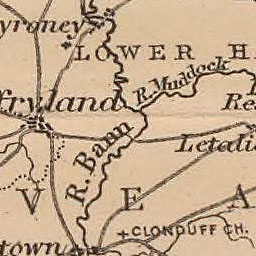 yroney
LOWER H
R. Muddock
fryland
Re
R. Bann
Letali
V E A
CLONDUFF CH.
town